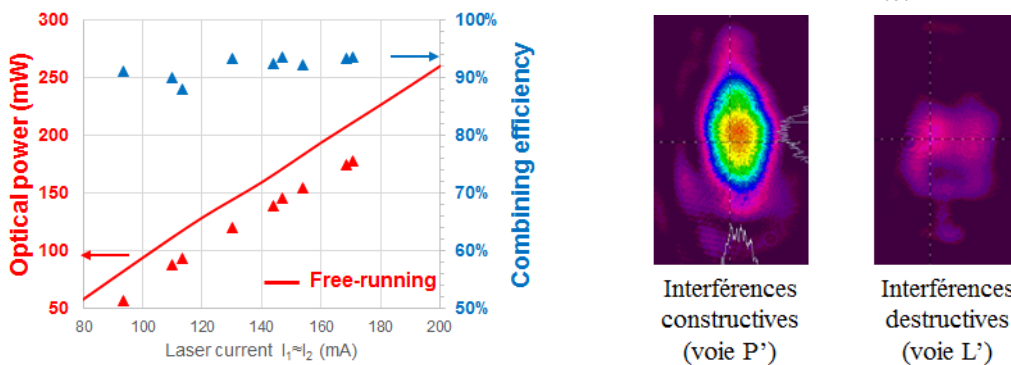 300
250
200
150
100
50
Optical power (mW)
100%
90%
80%
70%
60%
50%
Combining efficiency
Free-running
80 100 120 140 160 180 200
Laser current I₁≈I₂ (mA)
Interférences
constructives
(voie P’)
Interférences
destructives
(voie L’)